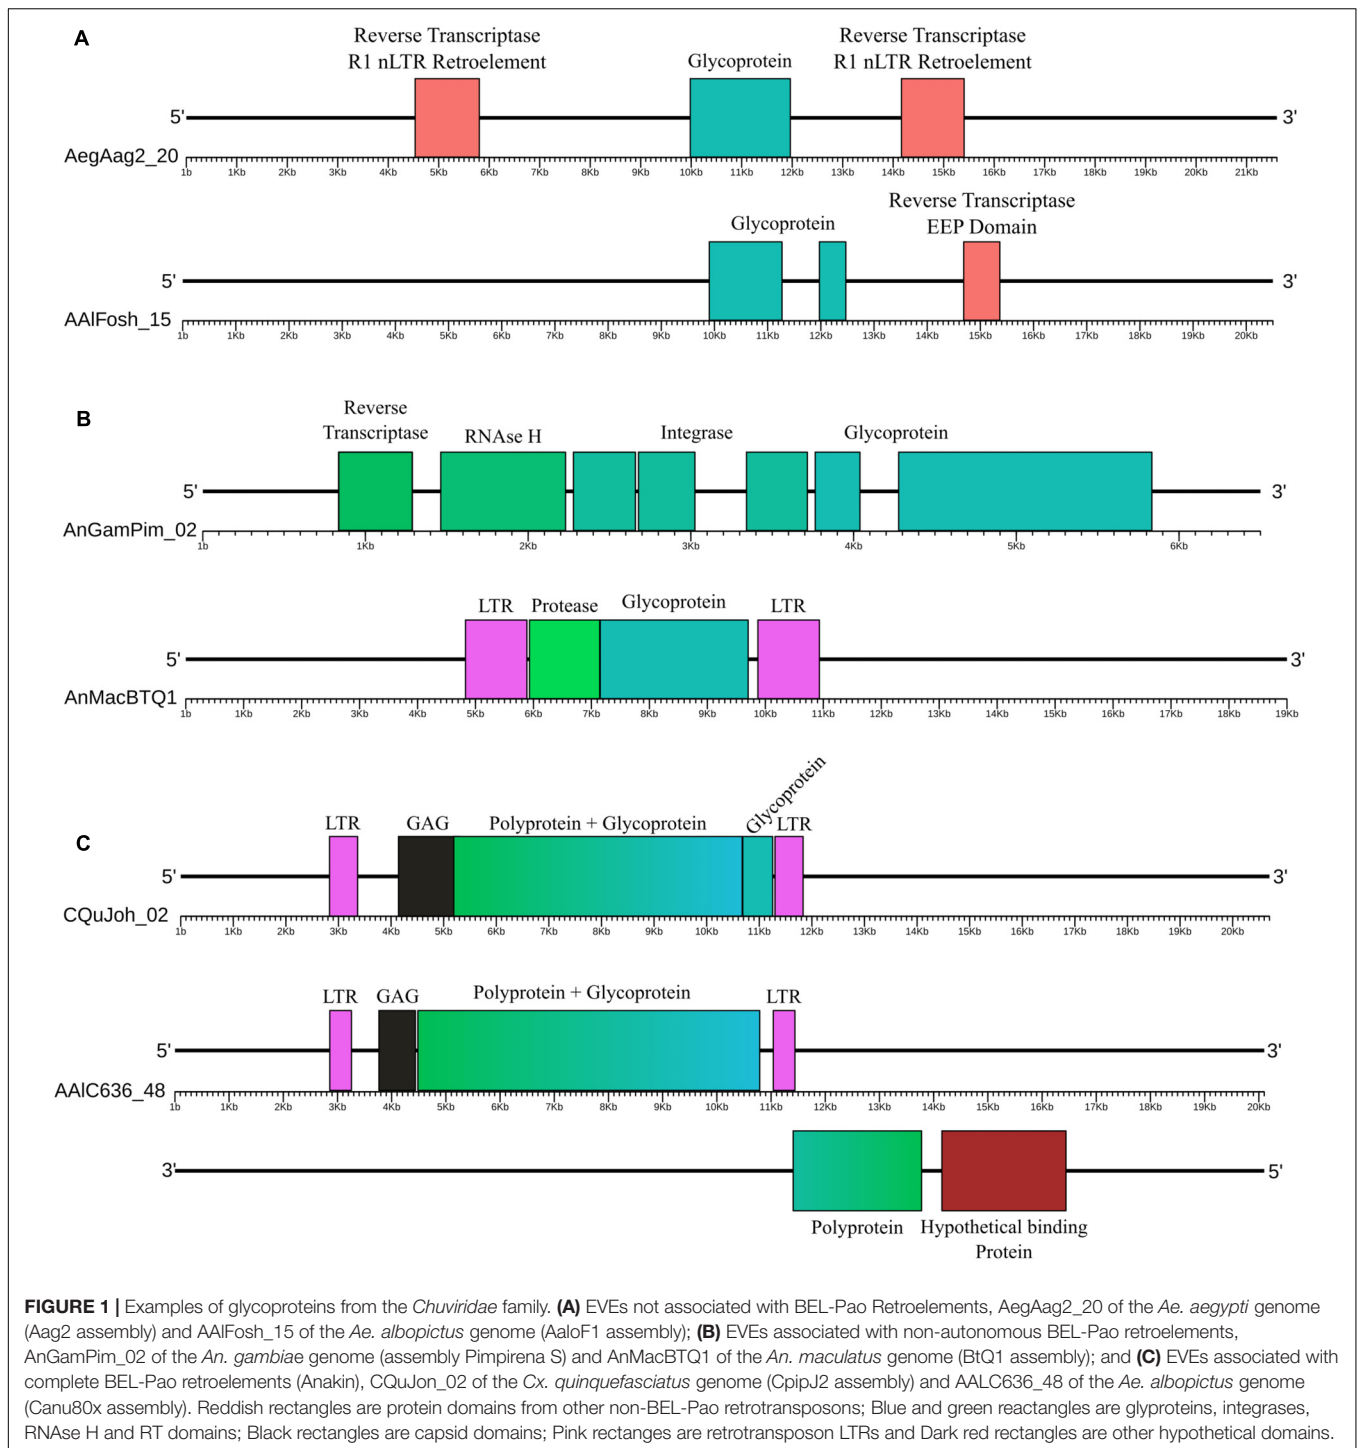 A
Reverse Transcriptase
R1 nLTR Retroelement
Glycoprotein
Reverse Transcriptase
R1 nLTR Retroelement
5' 3'
AegAag2_20
1b 1Kb 2Kb 3Kb 4Kb 5Kb 6Kb 7Kb 8Kb 9Kb 10Kb 11Kb 12Kb 13Kb 14Kb 15Kb 16Kb 17Kb 18Kb 19Kb 20Kb 21Kb
Glycoprotein
Reverse Transcriptase
EEP Domain
5' 3'
AAlFosh_15
1b 1Kb 2Kb 3Kb 4Kb 5Kb 6Kb 7Kb 8Kb 9Kb 10Kb 11Kb 12Kb 13Kb 14Kb 15Kb 16Kb 17Kb 18Kb 19Kb 20Kb
B
Reverse
Transcriptase
RNAse H
Integrase
Glycoprotein
5' 3'
AnGamPim_02
1b 1Kb 2Kb 3Kb 4Kb 5Kb 6Kb
LTR Protease Glycoprotein LTR
5' 3'
AnMacBTQ1
1b 1Kb 2Kb 3Kb 4Kb 5Kb 6Kb 7Kb 8Kb 9Kb 10Kb 11Kb 12Kb 13Kb 14Kb 15Kb 16Kb 17Kb 18Kb 19Kb
C
LTR GAG Polyprotein + Glycoprotein Glycoprotein LTR
5' 3'
CQuJoh_02
1b 1Kb 2Kb 3Kb 4Kb 5Kb 6Kb 7Kb 8Kb 9Kb 10Kb 11Kb 12Kb 13Kb 14Kb 15Kb 16Kb 17Kb 18Kb 19Kb 20Kb
LTR GAG Polyprotein + Glycoprotein LTR
5' 3'
AAlC636_48
1b 1Kb 2Kb 3Kb 4Kb 5Kb 6Kb 7Kb 8Kb 9Kb 10Kb 11Kb 12Kb 13Kb 14Kb 15Kb 16Kb 17Kb 18Kb 19Kb 20Kb
3' 5'
Polyprotein
Hypothetical binding
Protein
FIGURE 1 | Examples of glycoproteins from the Chuviridae family. (A) EVEs not associated with BEL-Pao Retroelements, AegAag2_20 of the Ae. aegypti genome
(Aag2 assembly) and AAlFosh_15 of the Ae. albopictus genome (AaloF1 assembly); (B) EVEs associated with non-autonomous BEL-Pao retroelements,
AnGamPim_02 of the An. gambiae genome (assembly Pimpirena S) and AnMacBTQ1 of the An. maculatus genome (BtQ1 assembly); and (C) EVEs associated with
complete BEL-Pao retroelements (Anakin), CQuJon_02 of the Cx. quinquefasciatus genome (CpipJ2 assembly) and AALC636_48 of the Ae. albopictus genome
(Canu80x assembly). Reddish rectangles are protein domains from other non-BEL-Pao retrotransposons; Blue and green reactangles are glyproteins, integrases,
RNAse H and RT domains; Black rectangles are capsid domains; Pink rectanges are retrotransposon LTRs and Dark red rectangles are other hypothetical domains.